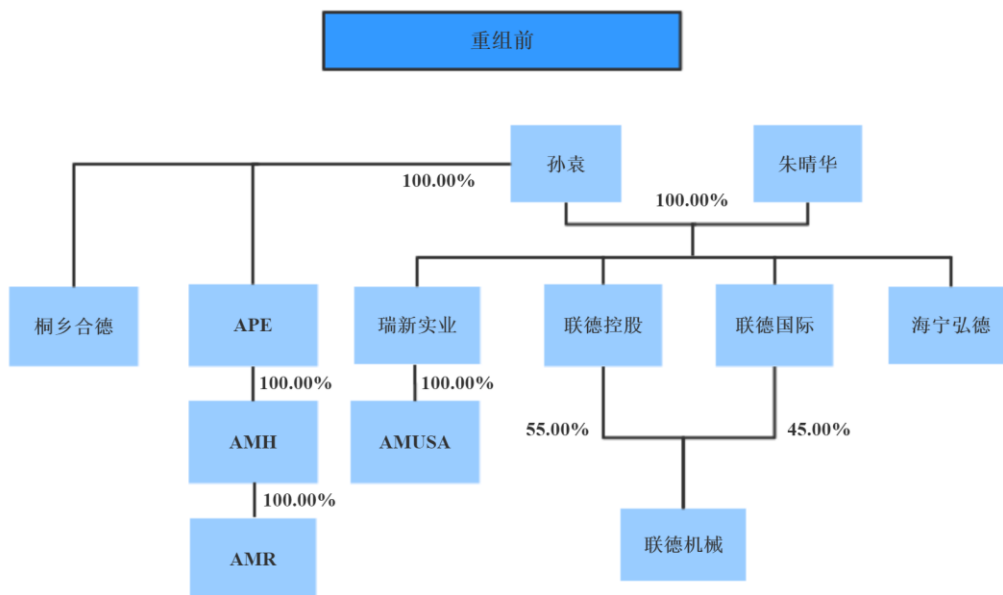 重组前
孙袁
朱晴华
100.00%
100.00%
桐乡合德
APE
瑞新实业
联德控股
联德国际
海宁弘德
100.00%
100.00%
AMH
AMUSA
55.00%
45.00%
100.00%
AMR
联德机械